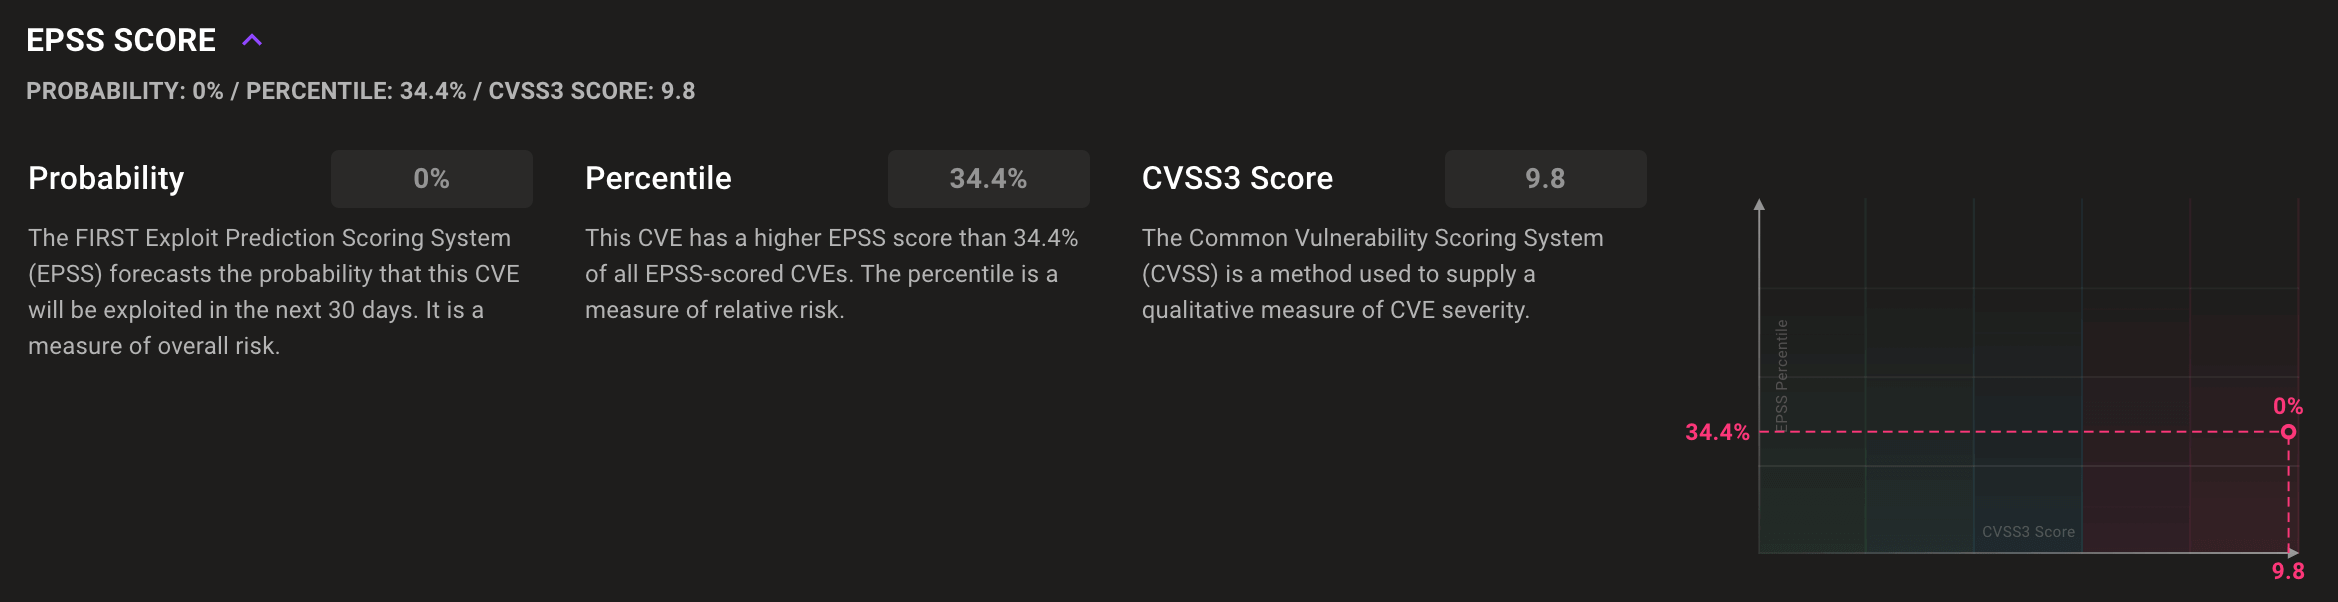 EPSS SCORE
PROBABILITY: 0% / PERCENTILE: 34.4% / CVSS3 SCORE: 9.8
Probability
0%
The FIRST Exploit Prediction Scoring System
(EPSS) forecasts the probability that this CVE
will be exploited in the next 30 days. It is a
measure of overall risk.
Percentile
34.4%
This CVE has a higher EPSS score than 34.4%
of all EPSS-scored CVEs. The percentile is a
measure of relative risk.
CVSS3 Score
9.8
The Common Vulnerability Scoring System
(CVSS) is a method used to supply a
qualitative measure of CVE severity.
EPSS Percentile
0%
34.4%
CVSS3 Score
9.8